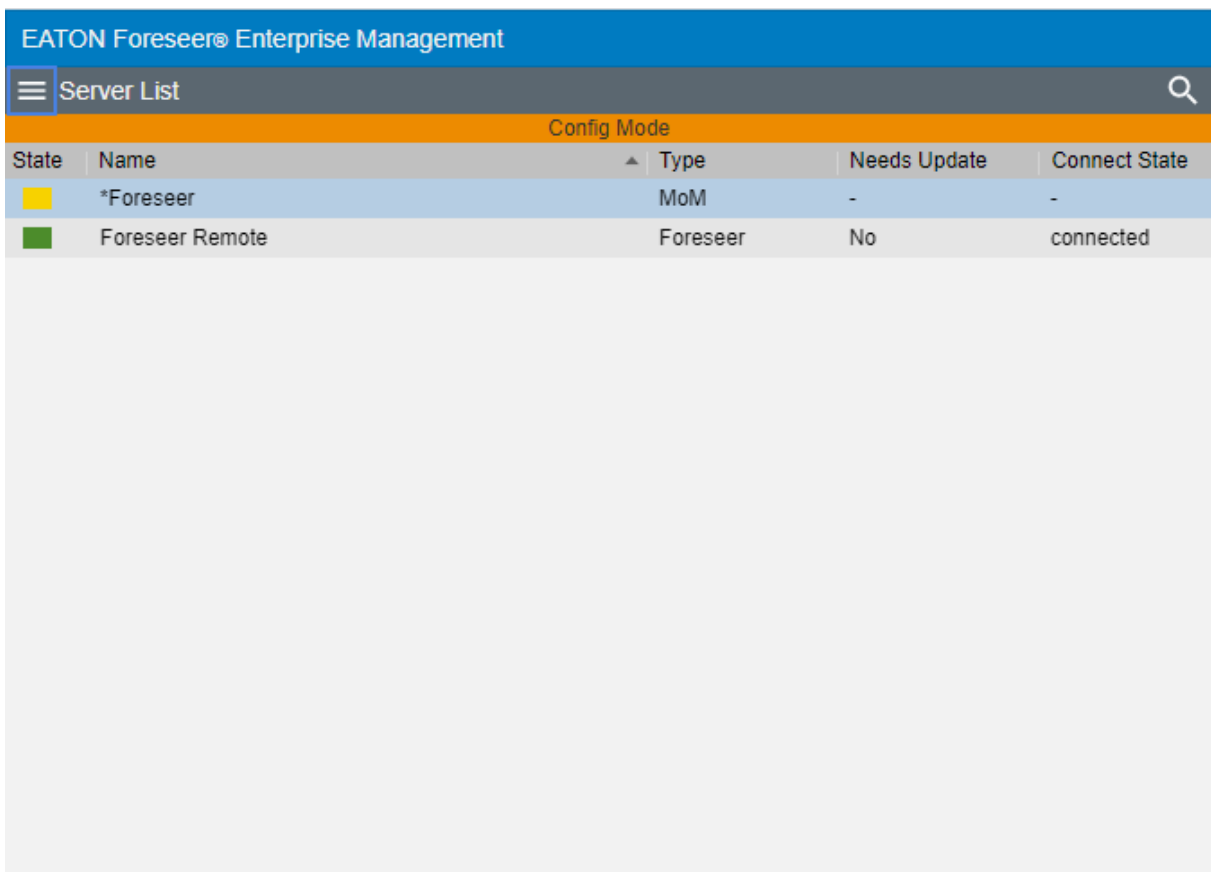 EATON Foreseer® Enterprise Management
Server List
Config Mode
State Name Type Needs Update Connect State
*Foreseer MoM - -
Foreseer Remote Foreseer No connected